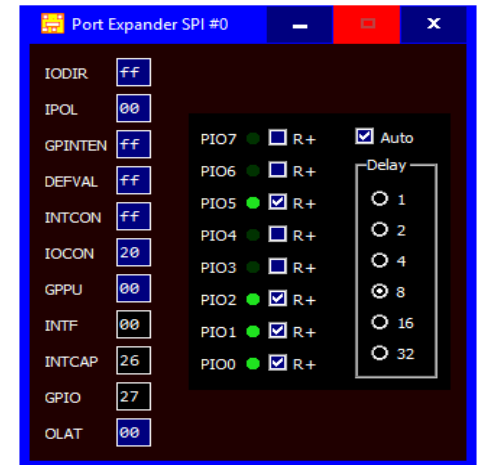 Port Expander SPI #0
IODIR ff
IPOL 00
GPINTEN ff
DEFVAL ff
INTCON ff
IOCON 20
GPPU 00
INTF 00
INTCAP 26
GPIO 27
OLAT 00
PIO7 R+
PIO6 R+
PIO5 R+
PIO4 R+
PIO3 R+
PIO2 R+
PIO1 R+
PIO0 R+
Auto
Delay
1
2
4
8
16
32